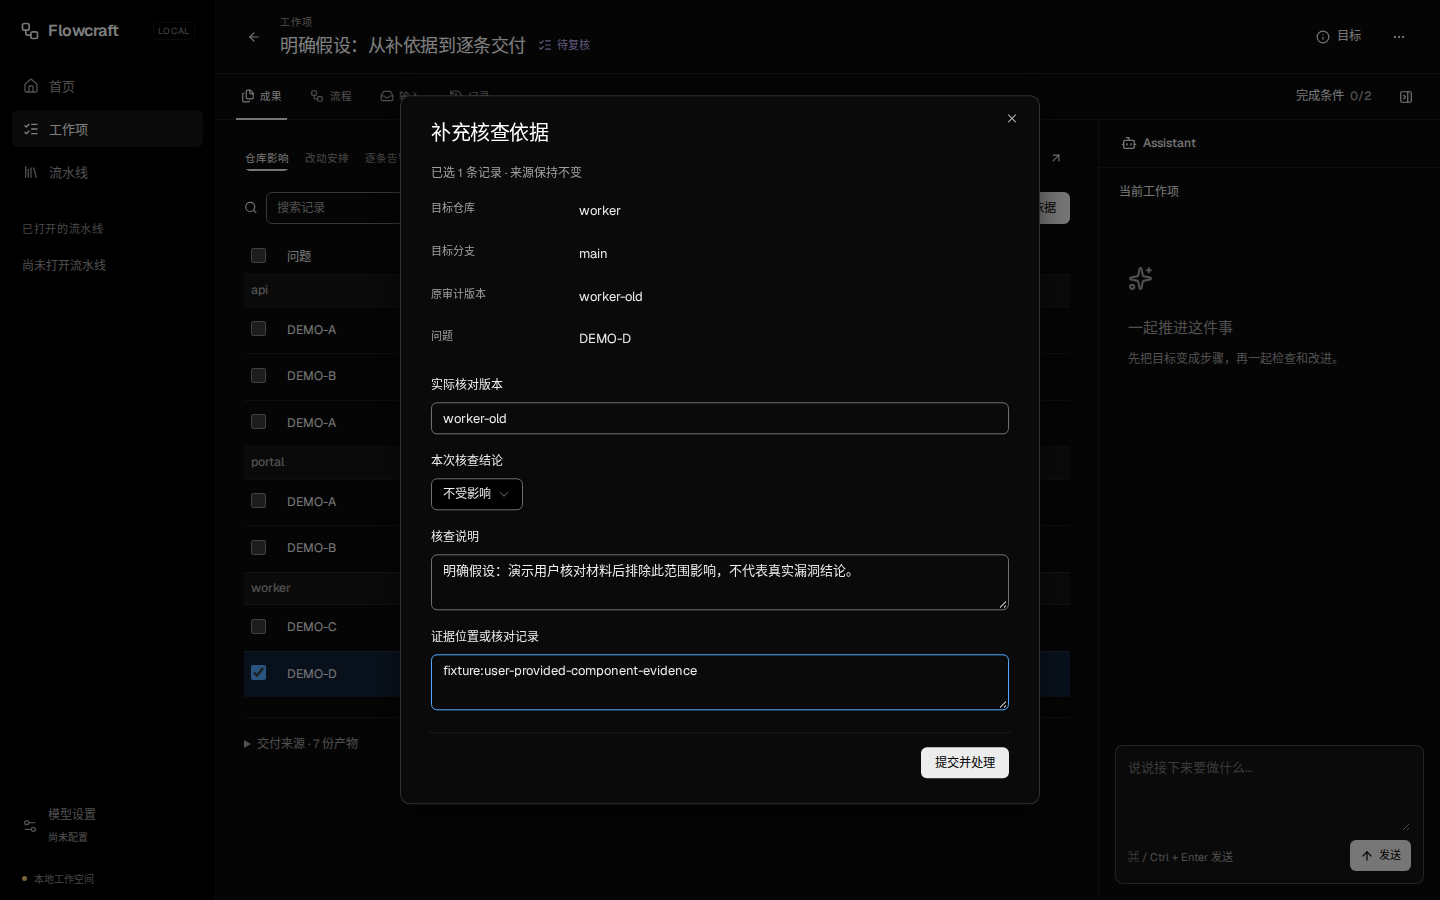 Flowcraft
LOCAL
首页
工作项
流水线
已打开的流水线
尚未打开流水线
模型设置
尚未配置
本地工作空间
工作项
明确假设：从补依据到逐条交付
待复核
目标
成果
流程
完成条件 0/2
仓库影响
改动安排
逐条告
搜索记录
依据
问题
api
DEMO-A
DEMO-B
DEMO-A
portal
DEMO-A
DEMO-B
worker
DEMO-C
DEMO-D
交付来源 · 7 份产物
补充核查依据
已选 1 条记录 · 来源保持不变
目标仓库
worker
目标分支
main
原审计版本
worker-old
问题
DEMO-D
实际核对版本
worker-old
本次核查结论
不受影响
核查说明
明确假设：演示用户核对材料后排除此范围影响，不代表真实漏洞结论。
证据位置或核对记录
fixture:user-provided-component-evidence
提交并处理
Assistant
当前工作项
一起推进这件事
先把目标变成步骤，再一起检查和改进。
说说接下来要做什么...
⌘ / Ctrl + Enter 发送
发送